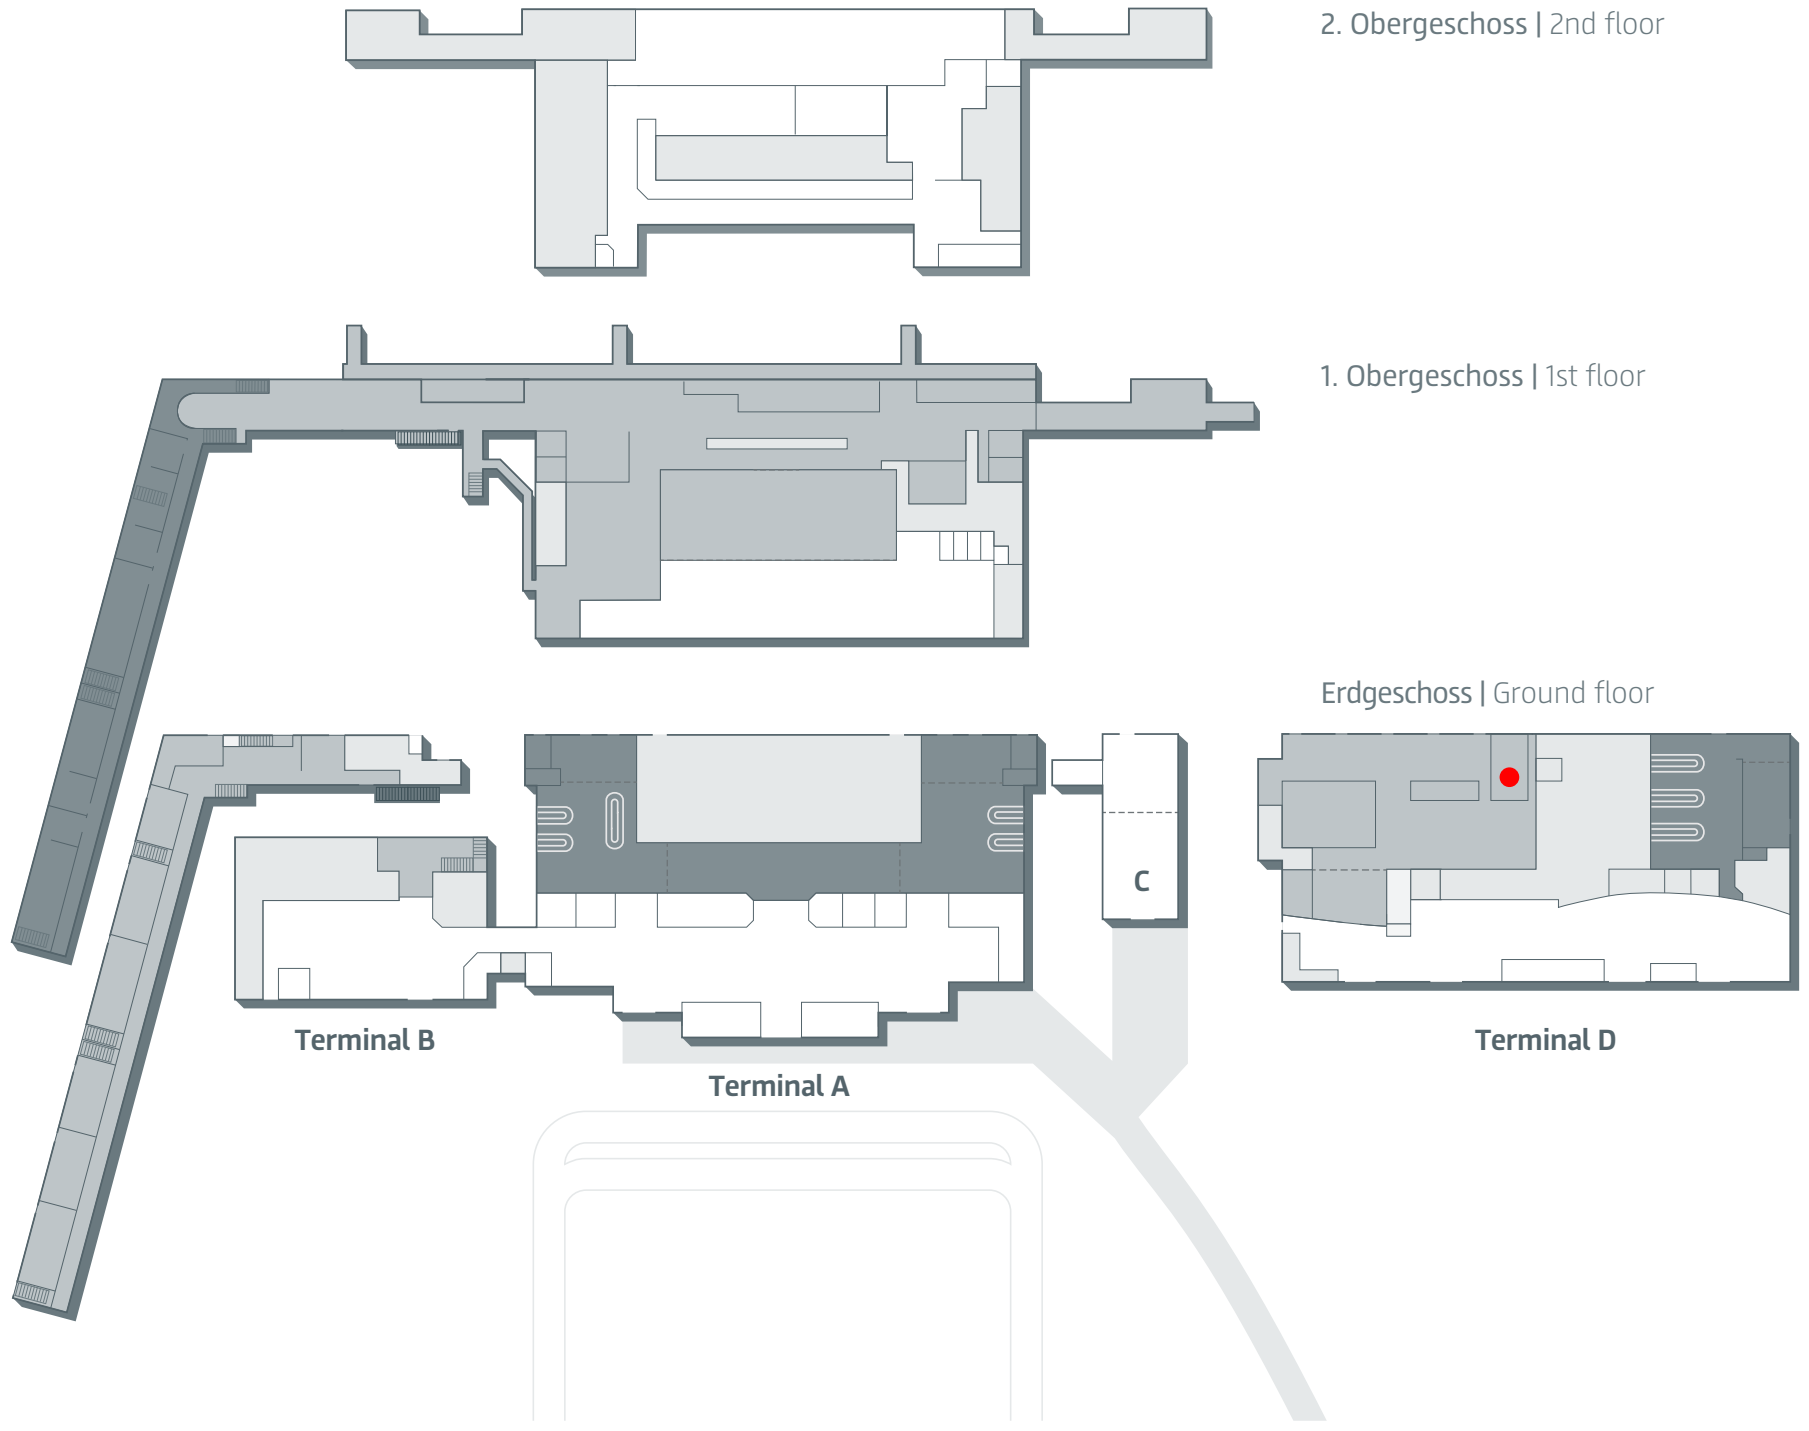 2. Obergeschoss | 2nd floor
1. Obergeschoss | 1st floor
Erdgeschoss | Ground floor
C
Terminal B
Terminal D
Terminal A